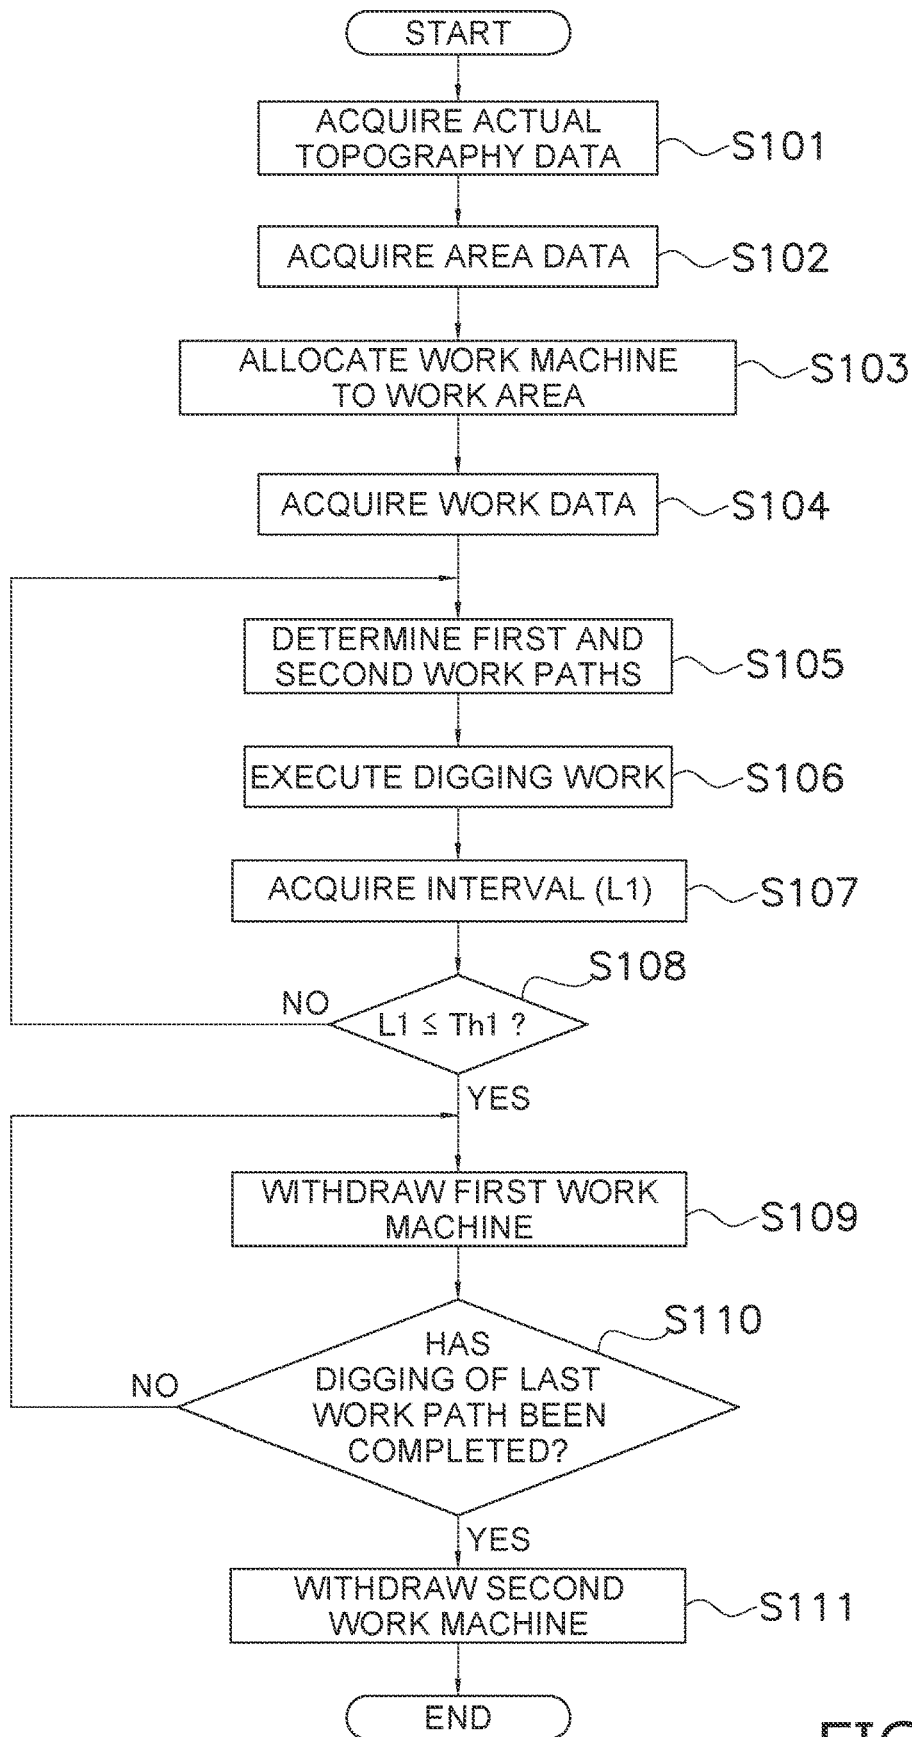 START
ACQUIRE ACTUAL
TOPOGRAPHY DATA
S101
ACQUIRE AREA DATA
S102
ALLOCATE WORK MACHINE
TO WORK AREA
S103
ACQUIRE WORK DATA
S104
DETERMINE FIRST AND
SECOND WORK PATHS
S105
EXECUTE DIGGING WORK
S106
ACQUIRE INTERVAL (L1)
S107
S108
NO
L1 ≤ Th1 ?
YES
WITHDRAW FIRST WORK
MACHINE
S109
S110
HAS
DIGGING OF LAST
WORK PATH BEEN
COMPLETED?
NO
YES
WITHDRAW SECOND
WORK MACHINE
S111
END